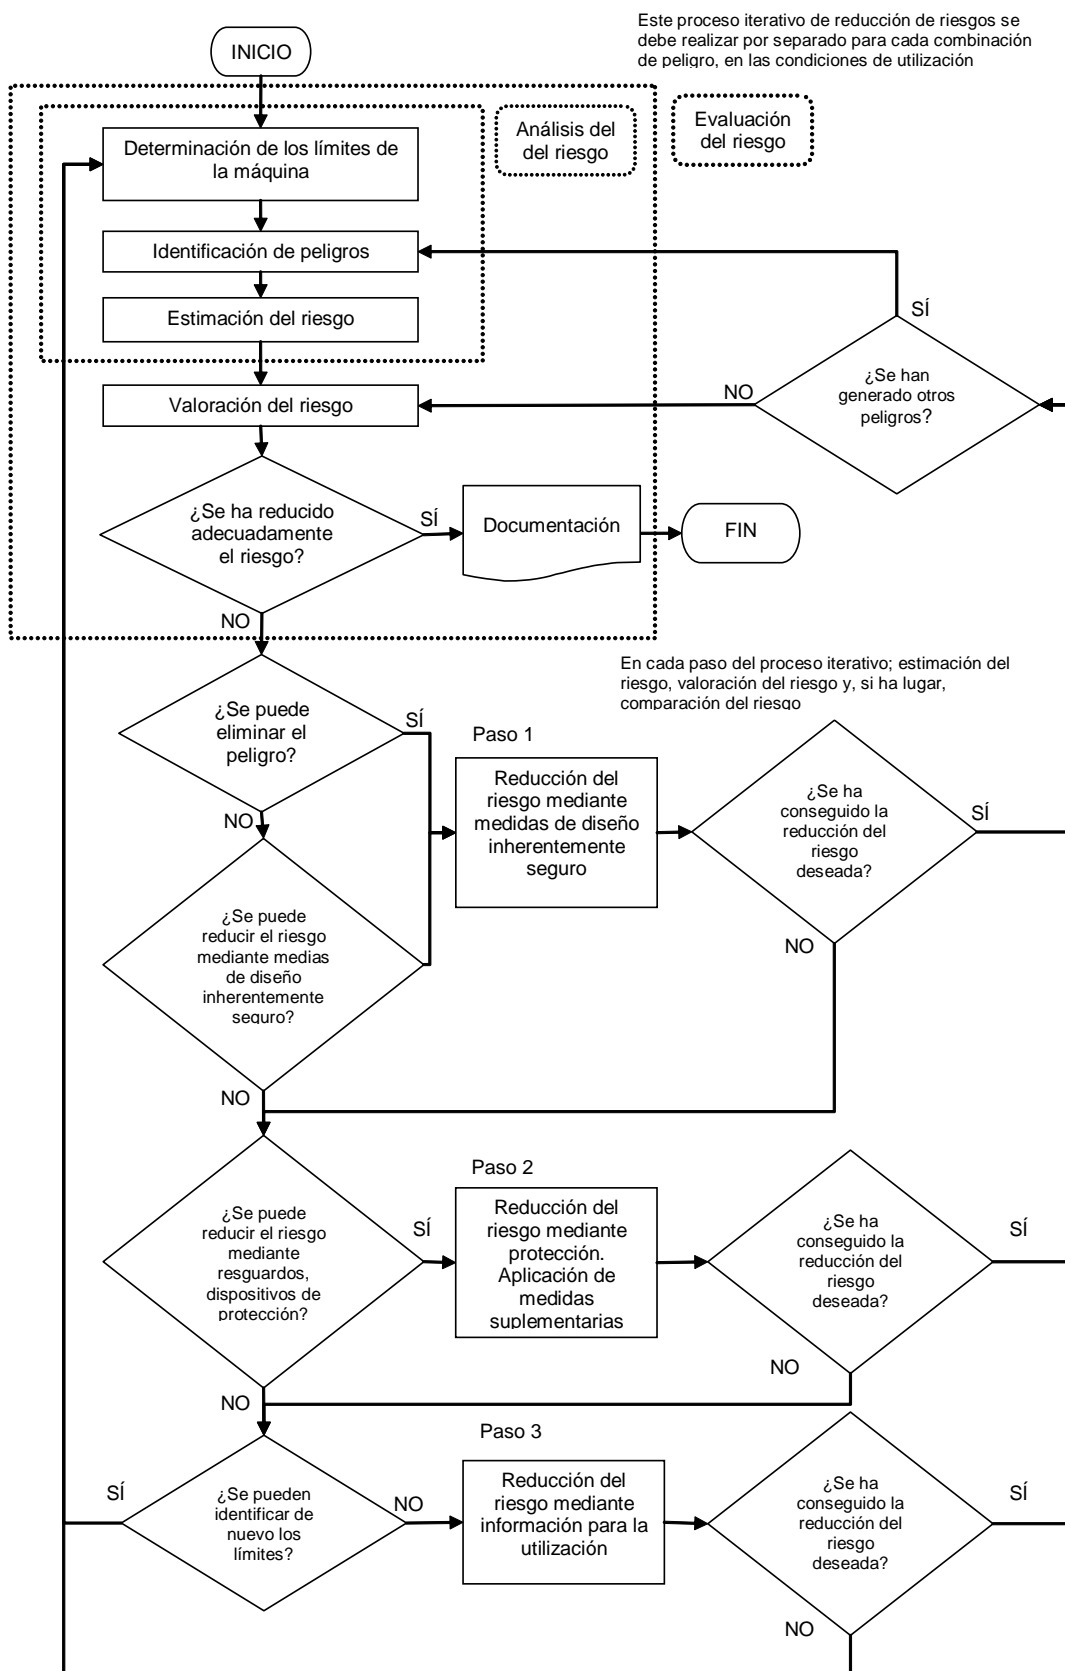 Este proceso iterativo de reducción de riesgos se
debe realizar por separado para cada combinación
de peligro, en las condiciones de utilización
INICIO
Análisis del
del riesgo
Evaluación
del riesgo
Determinación de los límites de
la máquina
Identificación de peligros
Estimación del riesgo
SÍ
¿Se han
generado otros
peligros?
NO
Valoración del riesgo
¿Se ha reducido
adecuadamente
el riesgo?
SÍ
Documentación
FIN
NO
En cada paso del proceso iterativo; estimación del
riesgo, valoración del riesgo y, si ha lugar,
comparación del riesgo
¿Se puede
eliminar el
peligro?
SÍ
NO
Paso 1
Reducción del
riesgo mediante
medidas de diseño
inherentemente
seguro
¿Se ha
conseguido la
reducción del
riesgo
deseada?
SÍ
NO
¿Se puede
reducir el riesgo
mediante medias
de diseño
inherentemente
seguro?
NO
Paso 2
¿Se puede
reducir el riesgo
mediante
resguardos,
dispositivos de
protección?
SÍ
Reducción del
riesgo mediante
protección.
Aplicación de
medidas
suplementarias
¿Se ha
conseguido la
reducción del
riesgo
deseada?
SÍ
NO
NO
Paso 3
SÍ
¿Se pueden
identificar de
nuevo los
límites?
NO
Reducción del
riesgo mediante
información para la
utilización
¿Se ha
conseguido la
reducción del
riesgo
deseada?
SÍ
NO